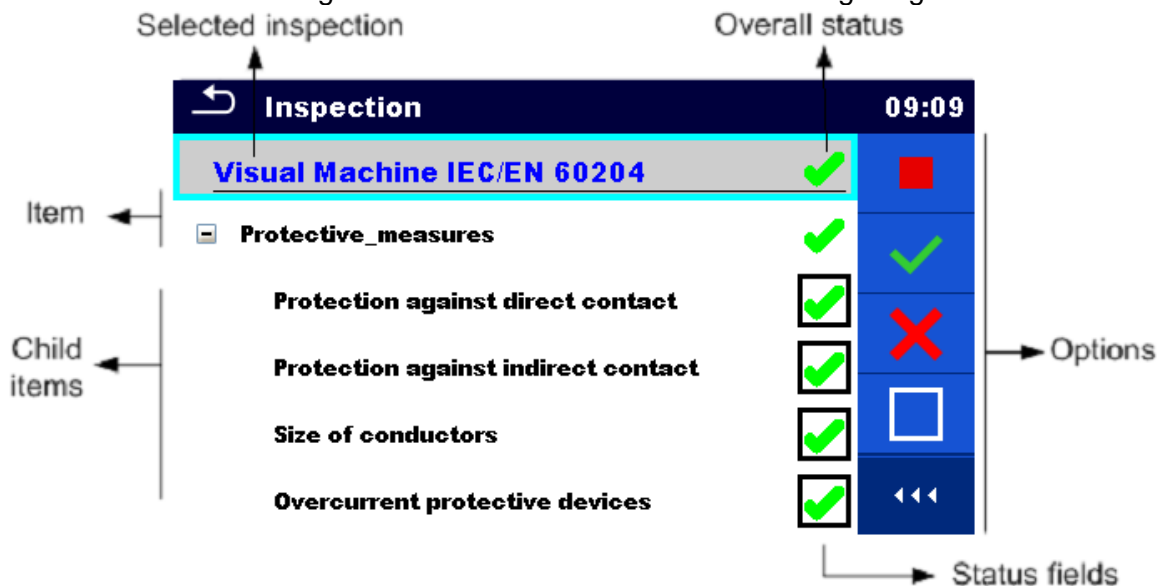 Selected inspection
Overall status
Inspection
09:09
Visual Machine IEC/EN 60204
Item
Protective_measures
Protection against direct contact
Child
items
Protection against indirect contact
Options
Size of conductors
Overcurrent protective devices
Status fields